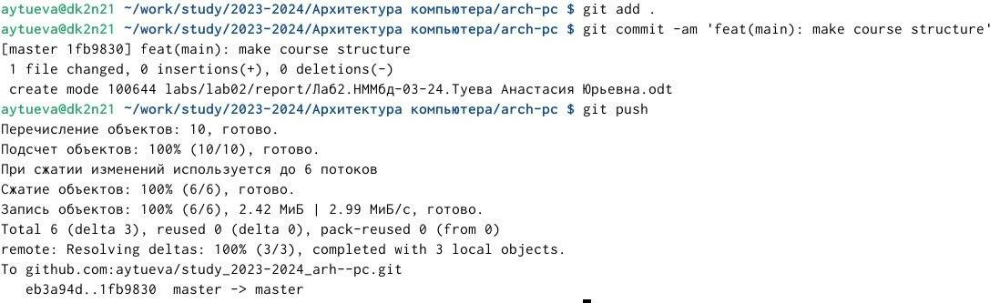 aytueva@dk2n21 ~/work/study/2023-2024/Архитектура компьютера/arch-pc $ git add .
aytueva@dk2n21 ~/work/study/2023-2024/Архитектура компьютера/arch-pc $ git commit -am 'feat(main): make course structure'
[master 1fb9830] feat(main): make course structure
 1 file changed, 0 insertions(+), 0 deletions(-)
 create mode 100644 labs/lab02/report/Лаб2.НММбд-03-24.Туева Анастасия Юрьевна.odt
aytueva@dk2n21 ~/work/study/2023-2024/Архитектура компьютера/arch-pc $ git push
Перечисление объектов: 10, готово.
Подсчет объектов: 100% (10/10), готово.
При сжатии изменений используется до 6 потоков
Сжатие объектов: 100% (6/6), готово.
Запись объектов: 100% (6/6), 2.42 МиБ | 2.99 МиБ/с, готово.
Total 6 (delta 3), reused 0 (delta 0), pack-reused 0 (from 0)
remote: Resolving deltas: 100% (3/3), completed with 3 local objects.
To github.com:aytueva/study_2023-2024_arh--pc.git
   eb3a94d..1fb9830  master -> master